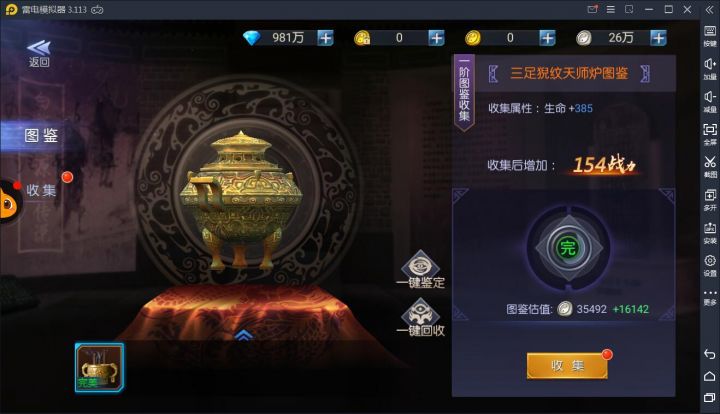 雷电模拟器 3.113
返回
981万
0
0
26万
图鉴
收集
一阶图鉴收集
三足猊纹天师炉图鉴
收集属性：生命 +385
收集后增加： 154战力
完
图鉴估值： 35492 +16142
收集
一键鉴定
一键回收
完美
按键
加量
减量
全屏
截图
多开
安装
设置
更多